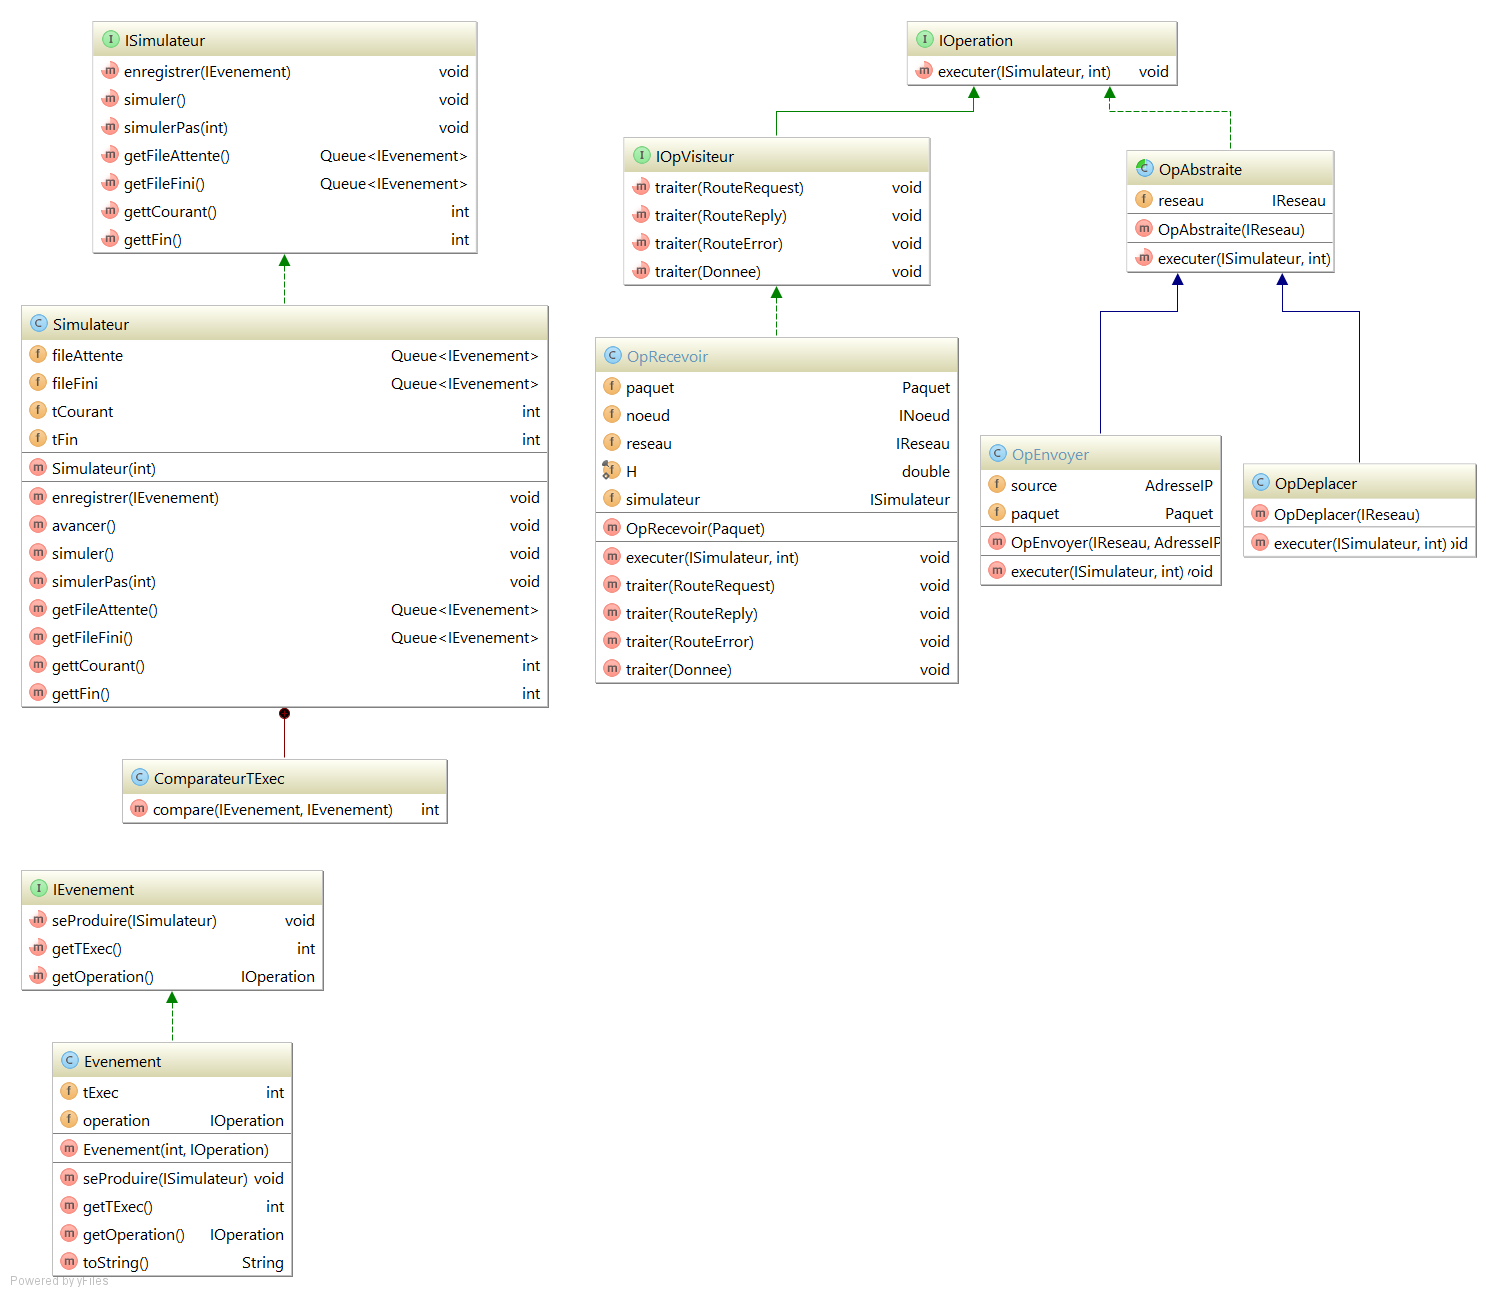 ISimulateur
enregistrer(IEvenement) void
simuler() void
simulerPas(int) void
getFileAttente() Queue<IEvenement>
getFileFini() Queue<IEvenement>
gettCourant() int
gettFin() int
Simulateur
fileAttente Queue<IEvenement>
fileFini Queue<IEvenement>
tCourant int
tFin int
Simulateur(int)
enregistrer(IEvenement) void
avancer() void
simuler() void
simulerPas(int) void
getFileAttente() Queue<IEvenement>
getFileFini() Queue<IEvenement>
gettCourant() int
gettFin() int
ComparateurTExec
compare(IEvenement, IEvenement) int
IEvenement
seProduire(ISimulateur) void
getTExec() int
getOperation() IOperation
Evenement
tExec int
operation IOperation
Evenement(int, IOperation)
seProduire(ISimulateur) void
getTExec() int
getOperation() IOperation
toString() String
IOperation
executer(ISimulateur, int) void
IOpVisiteur
traiter(RouteRequest) void
traiter(RouteReply) void
traiter(RouteError) void
traiter(Donnee) void
OpRecevoir
paquet Paquet
noeud INoeud
reseau IReseau
H double
simulateur ISimulateur
OpRecevoir(Paquet)
executer(ISimulateur, int) void
traiter(RouteRequest) void
traiter(RouteReply) void
traiter(RouteError) void
traiter(Donnee) void
OpAbstraite
reseau IReseau
OpAbstraite(IReseau)
executer(ISimulateur, int)
OpEnvoyer
source AdresseIP
paquet Paquet
OpEnvoyer(IReseau, AdresseIP
executer(ISimulateur, int) void
OpDeplacer
OpDeplacer(IReseau)
executer(ISimulateur, int) oid
Powered by yFiles